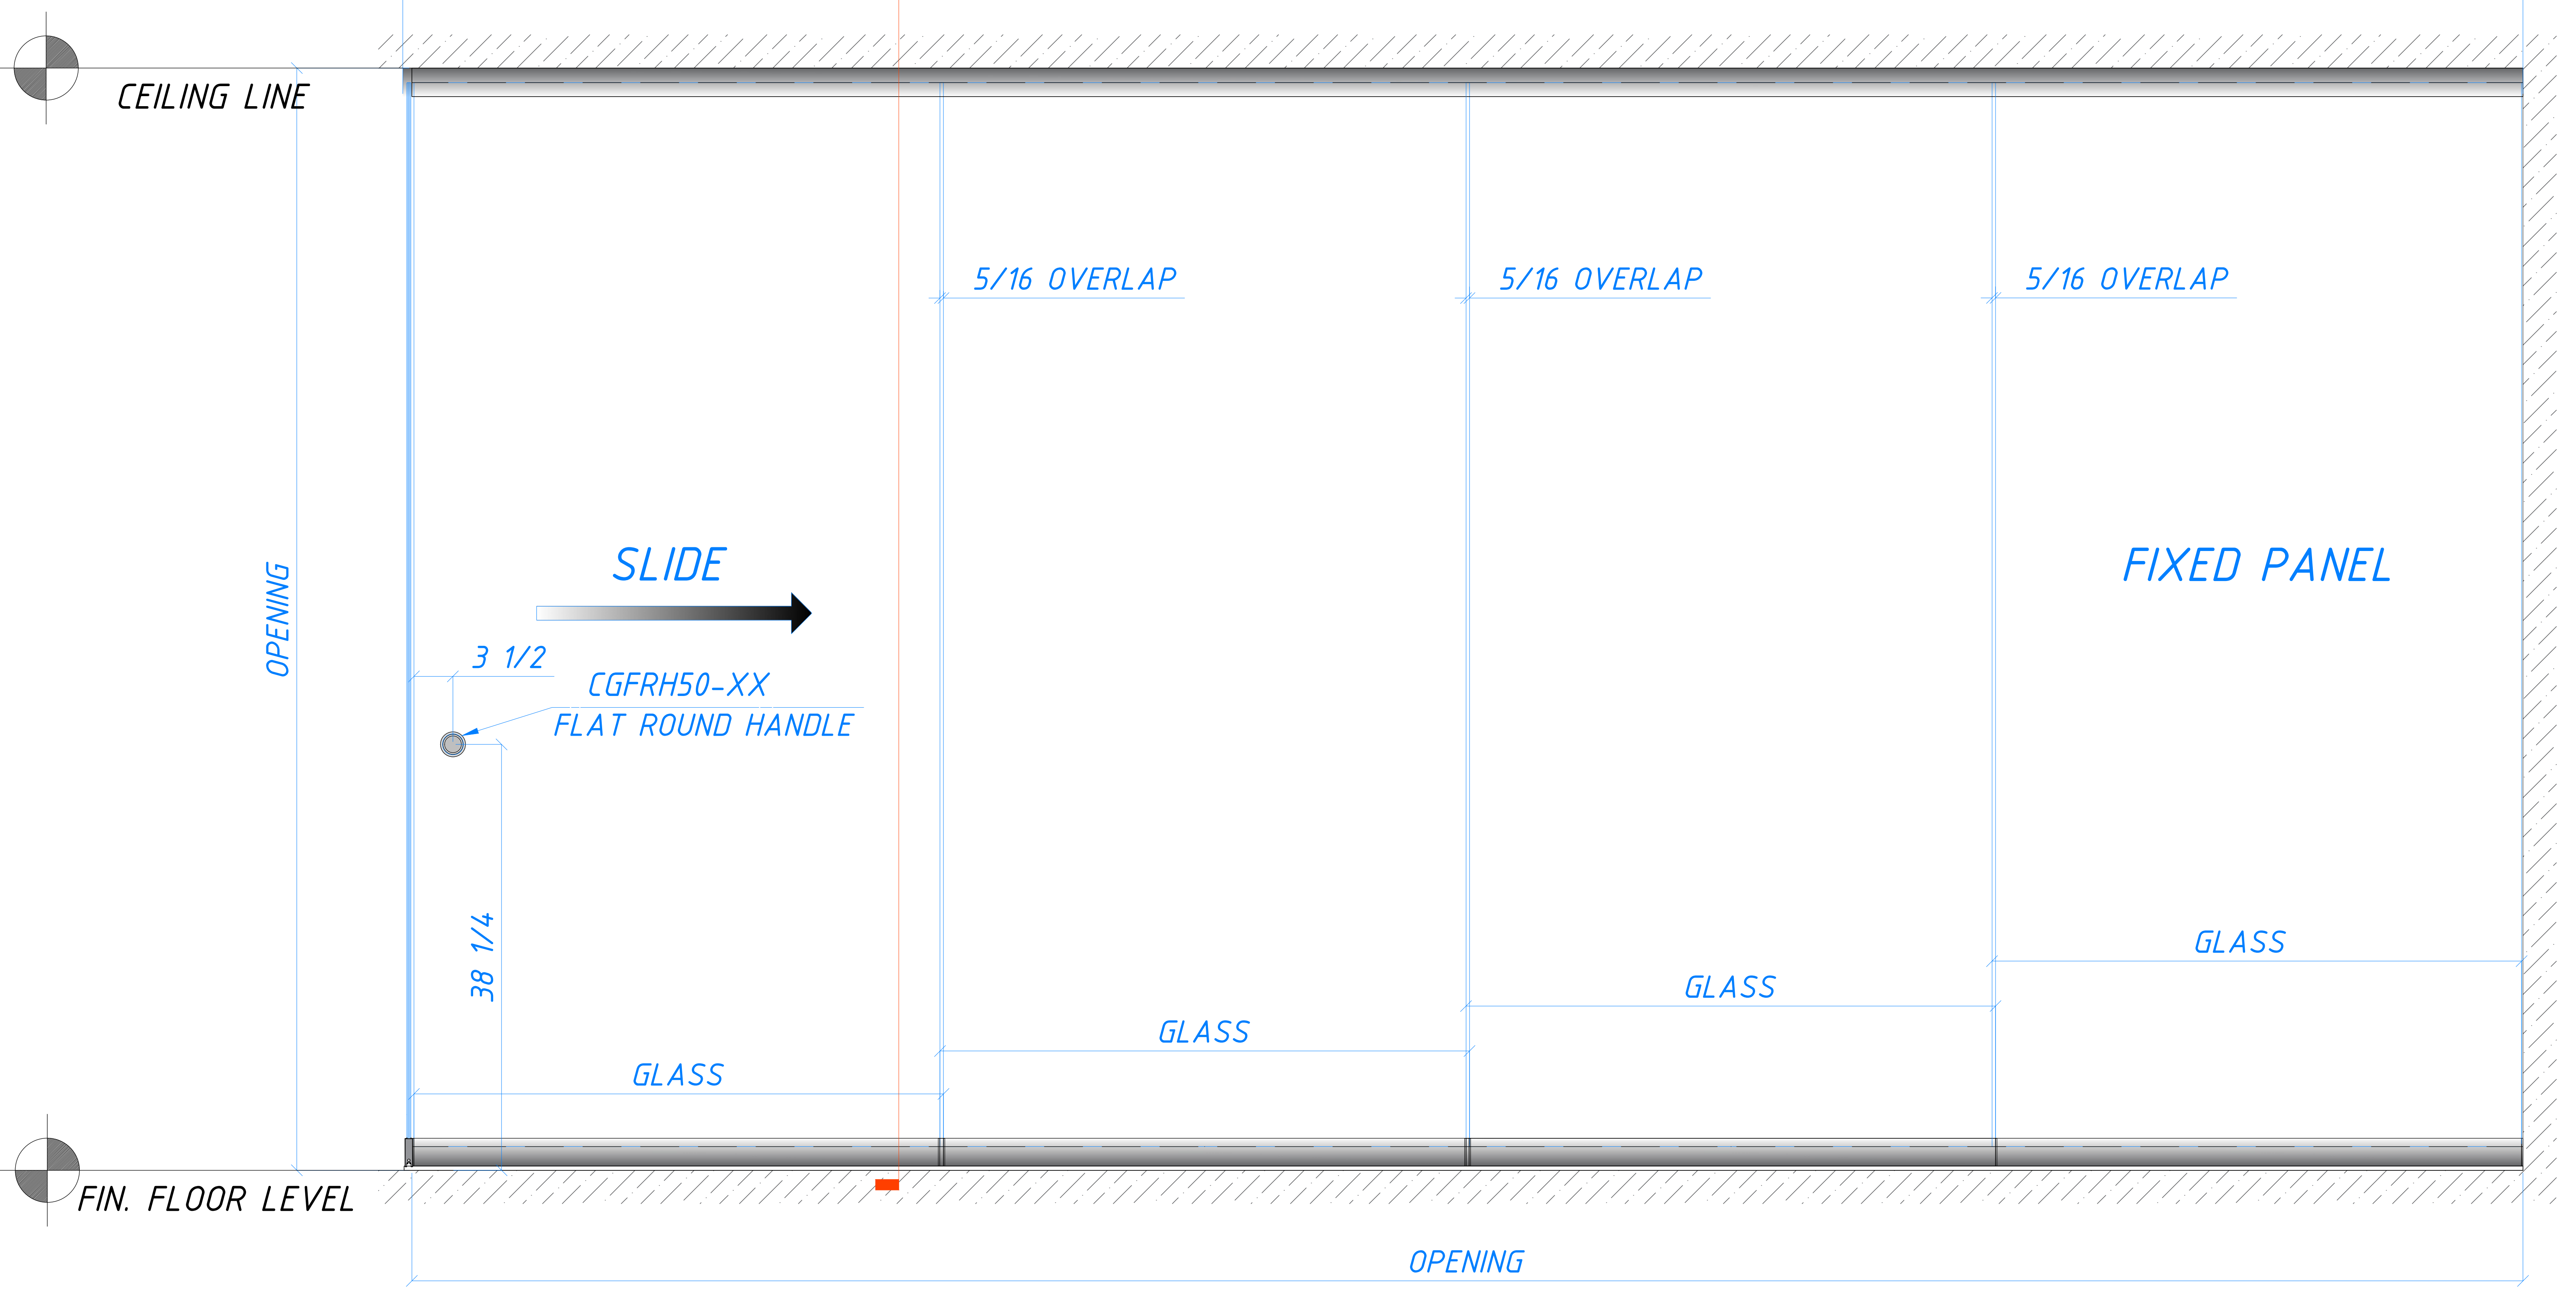 CEILING LINE
5/16 OVERLAP
5/16 OVERLAP
5/16 OVERLAP
SLIDE
FIXED PANEL
OPENING
3 1/2
CGFRH50-XX
FLAT ROUND HANDLE
38 1/4
GLASS
GLASS
GLASS
GLASS
FIN. FLOOR LEVEL
OPENING